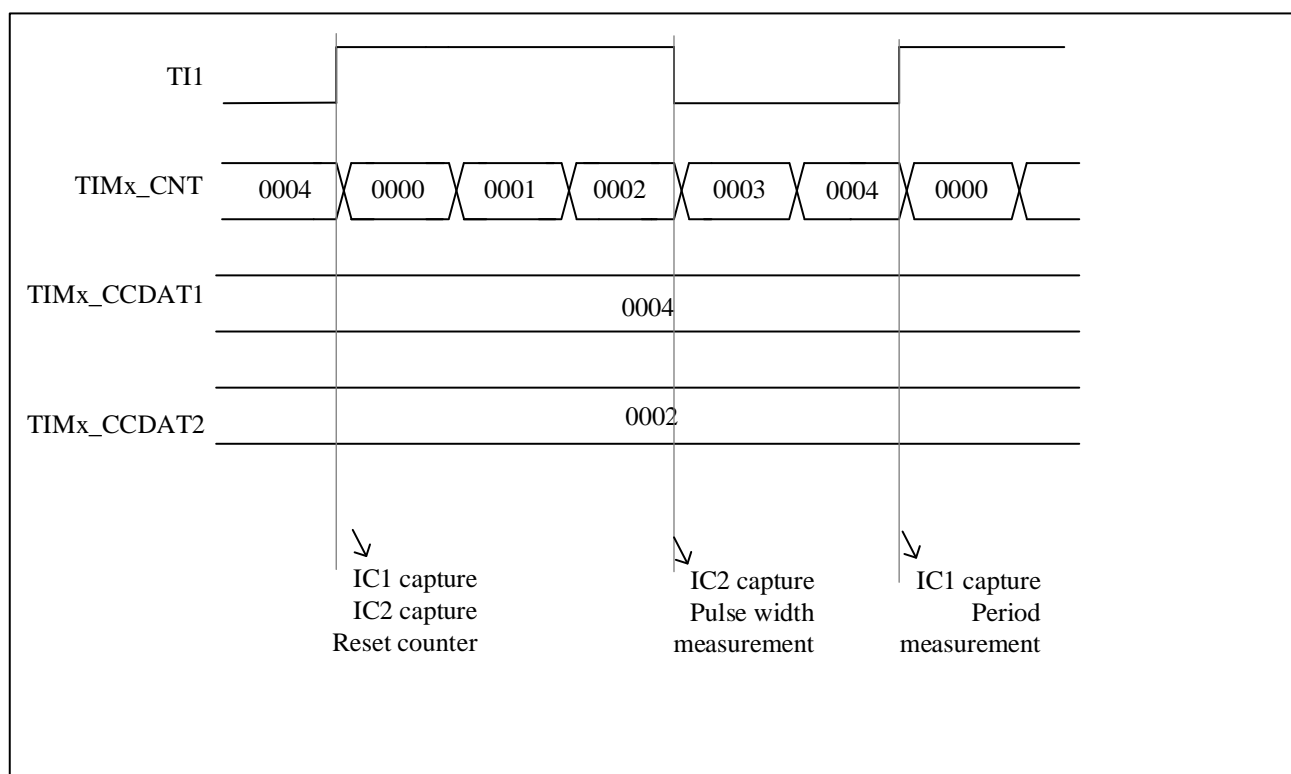 TI1
TIMx_CNT
0004
0000
0001
0002
0003
0004
0000
TIMx_CCDAT1
0004
TIMx_CCDAT2
0002
IC1 capture
IC2 capture
Reset counter
IC2 capture
Pulse width
measurement
IC1 capture
Period
measurement